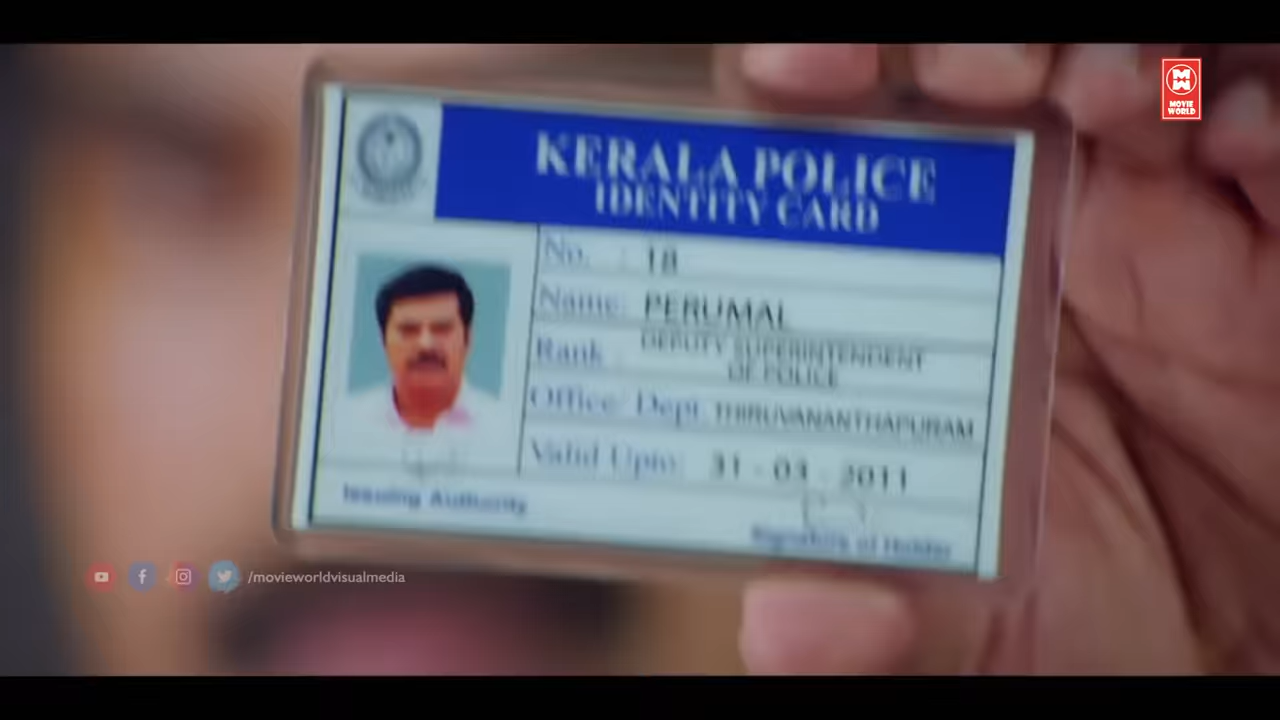 MOVIE
WORLD
KERALA POLICE
IDENTITY CARD
No. : 18
Name: PERUMAL
Rank : DEPUTY SUPERINTENDENT
OF POLICE
Office/ Dept THIRUVANANTHAPURAM
Valid Upto: 31 - 03 - 2011
Issuing Authority
Signature of Holder
/movieworldvisualmedia